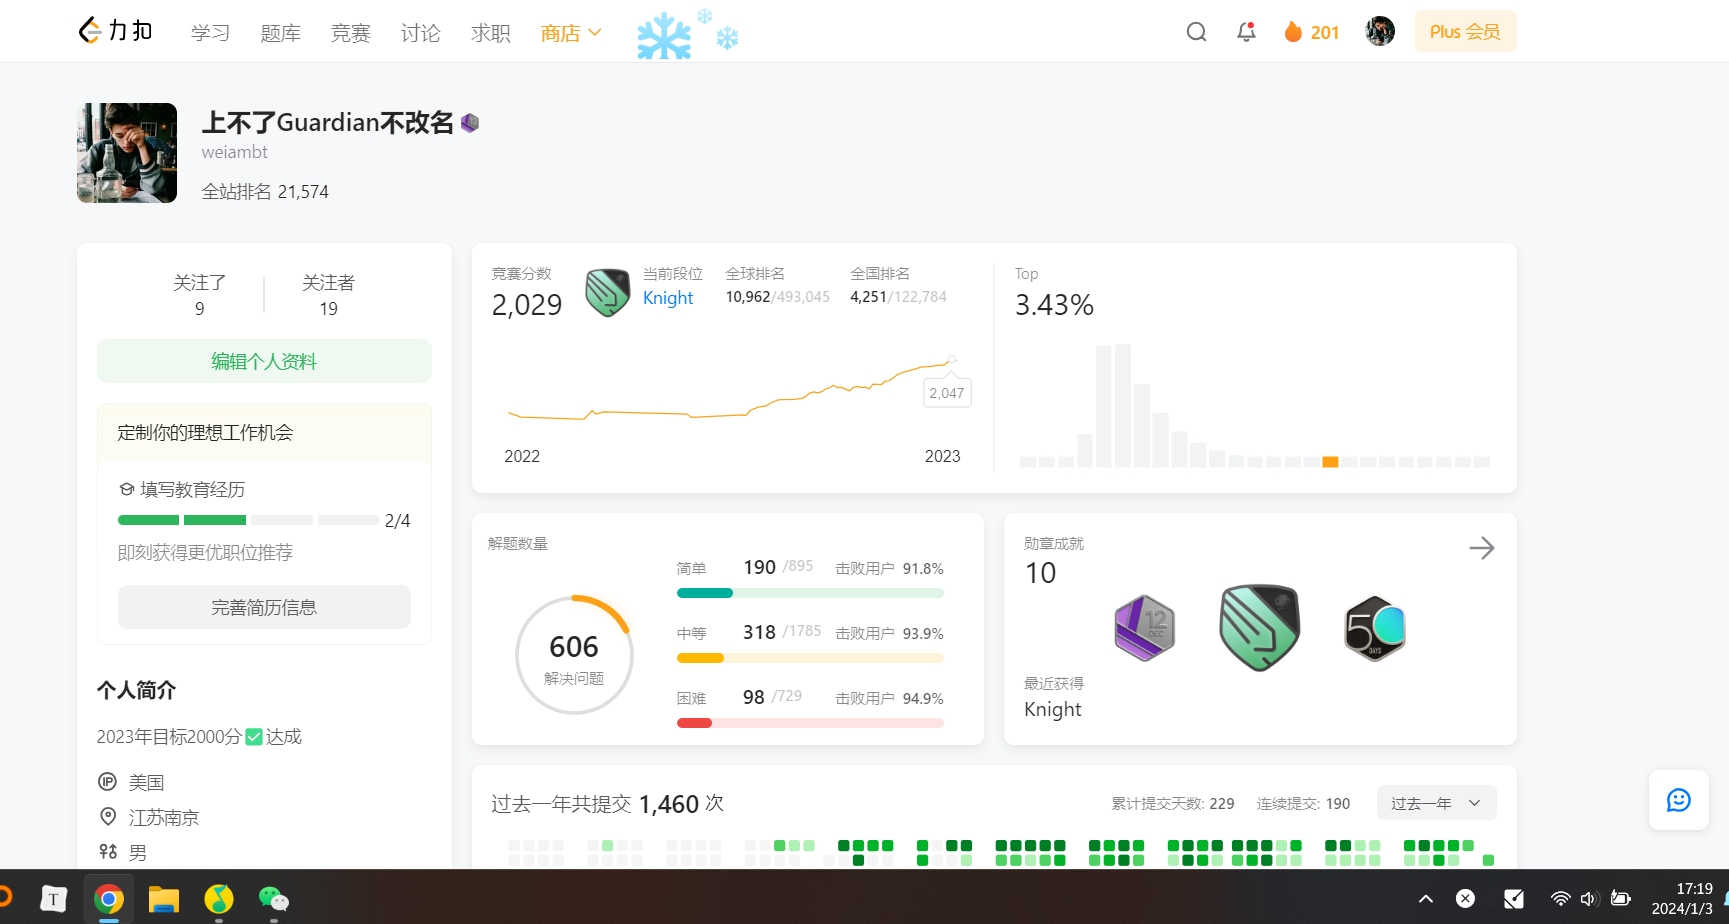 力扣 学习 题库 竞赛 讨论 求职 商店 201 Plus 会员
上不了Guardian不改名
weiambt
全站排名 21,574
关注了 关注者
9 19
编辑个人资料
定制你的理想工作机会
填写教育经历
2/4
即刻获得更优职位推荐
完善简历信息
个人简介
2023年目标2000分✅达成
IP 美国
江苏南京
男
竞赛分数 当前段位 全球排名 全国排名
2,029 Knight 10,962/493,045 4,251/122,784
2,047
2022 2023
Top
3.43%
解题数量
606
解决问题
简单 190 /895 击败用户 91.8%
中等 318 /1785 击败用户 93.9%
困难 98 /729 击败用户 94.9%
勋章成就
10
12
DEC
50
DAYS
最近获得
Knight
过去一年共提交 1,460 次 累计提交天数: 229 连续提交: 190 过去一年
T
17:19
2024/1/3